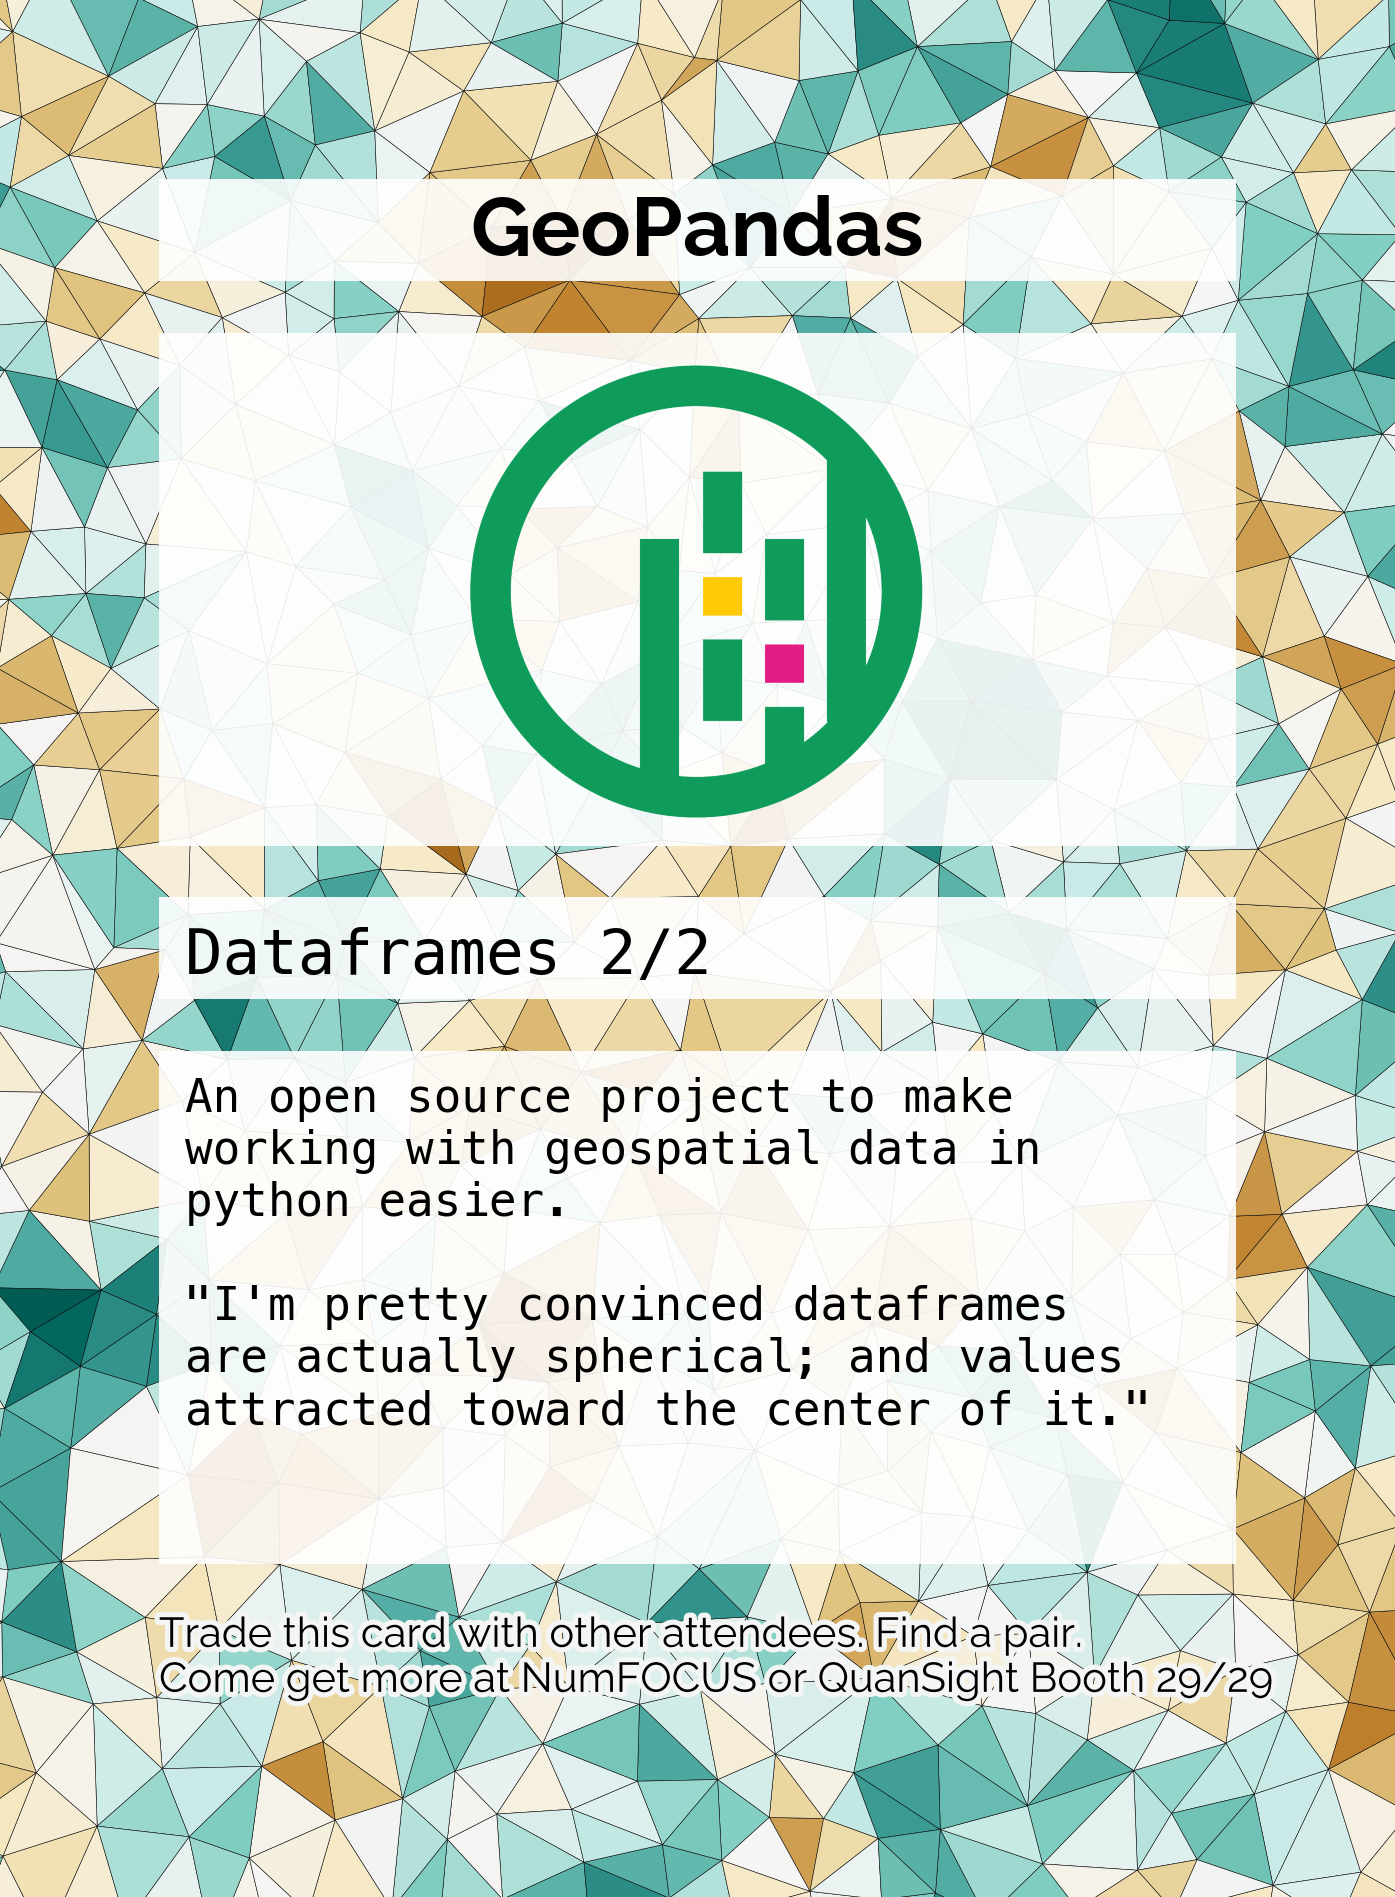 GeoPandas
Dataframes 2/2
An open source project to make
working with geospatial data in
python easier.
"I'm pretty convinced dataframes
are actually spherical; and values
attracted toward the center of it."
Trade this card with other attendees. Find a pair.
Come get more at NumFOCUS or QuanSight Booth 29/29